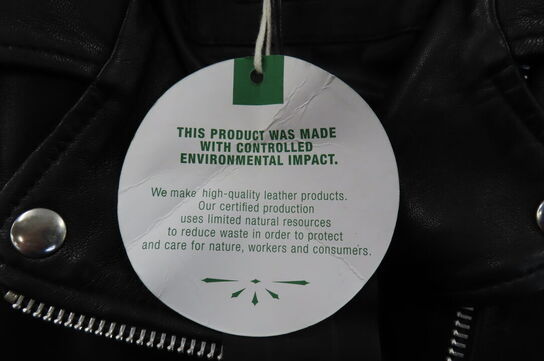 THIS PRODUCT WAS MADE
WITH CONTROLLED
ENVIRONMENTAL IMPACT.
We make high-quality leather products.
Our certified production
uses limited natural resources
to reduce waste in order to protect
and care for nature, workers and consumers.